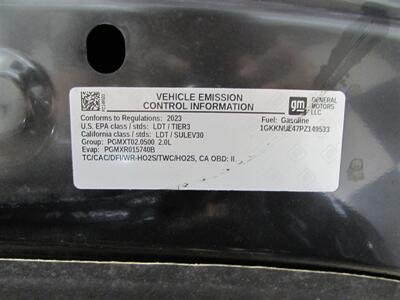 VEHICLE EMISSION
CONTROL INFORMATION
gm
GENERAL
MOTORS
LLC
Conforms to Regulations: 2023
Fuel: Gasoline
U.S. EPA class / stds: LDT / TIER3
1GKKNUE47PZ149533
California class / stds: LDT / SULEV30
Group: PGMXT02.0500 2.0L
Evap: PGMXR015740B
TC/CAC/DFI/WR-HO2S/TWC/HO2S, CA OBD: II.